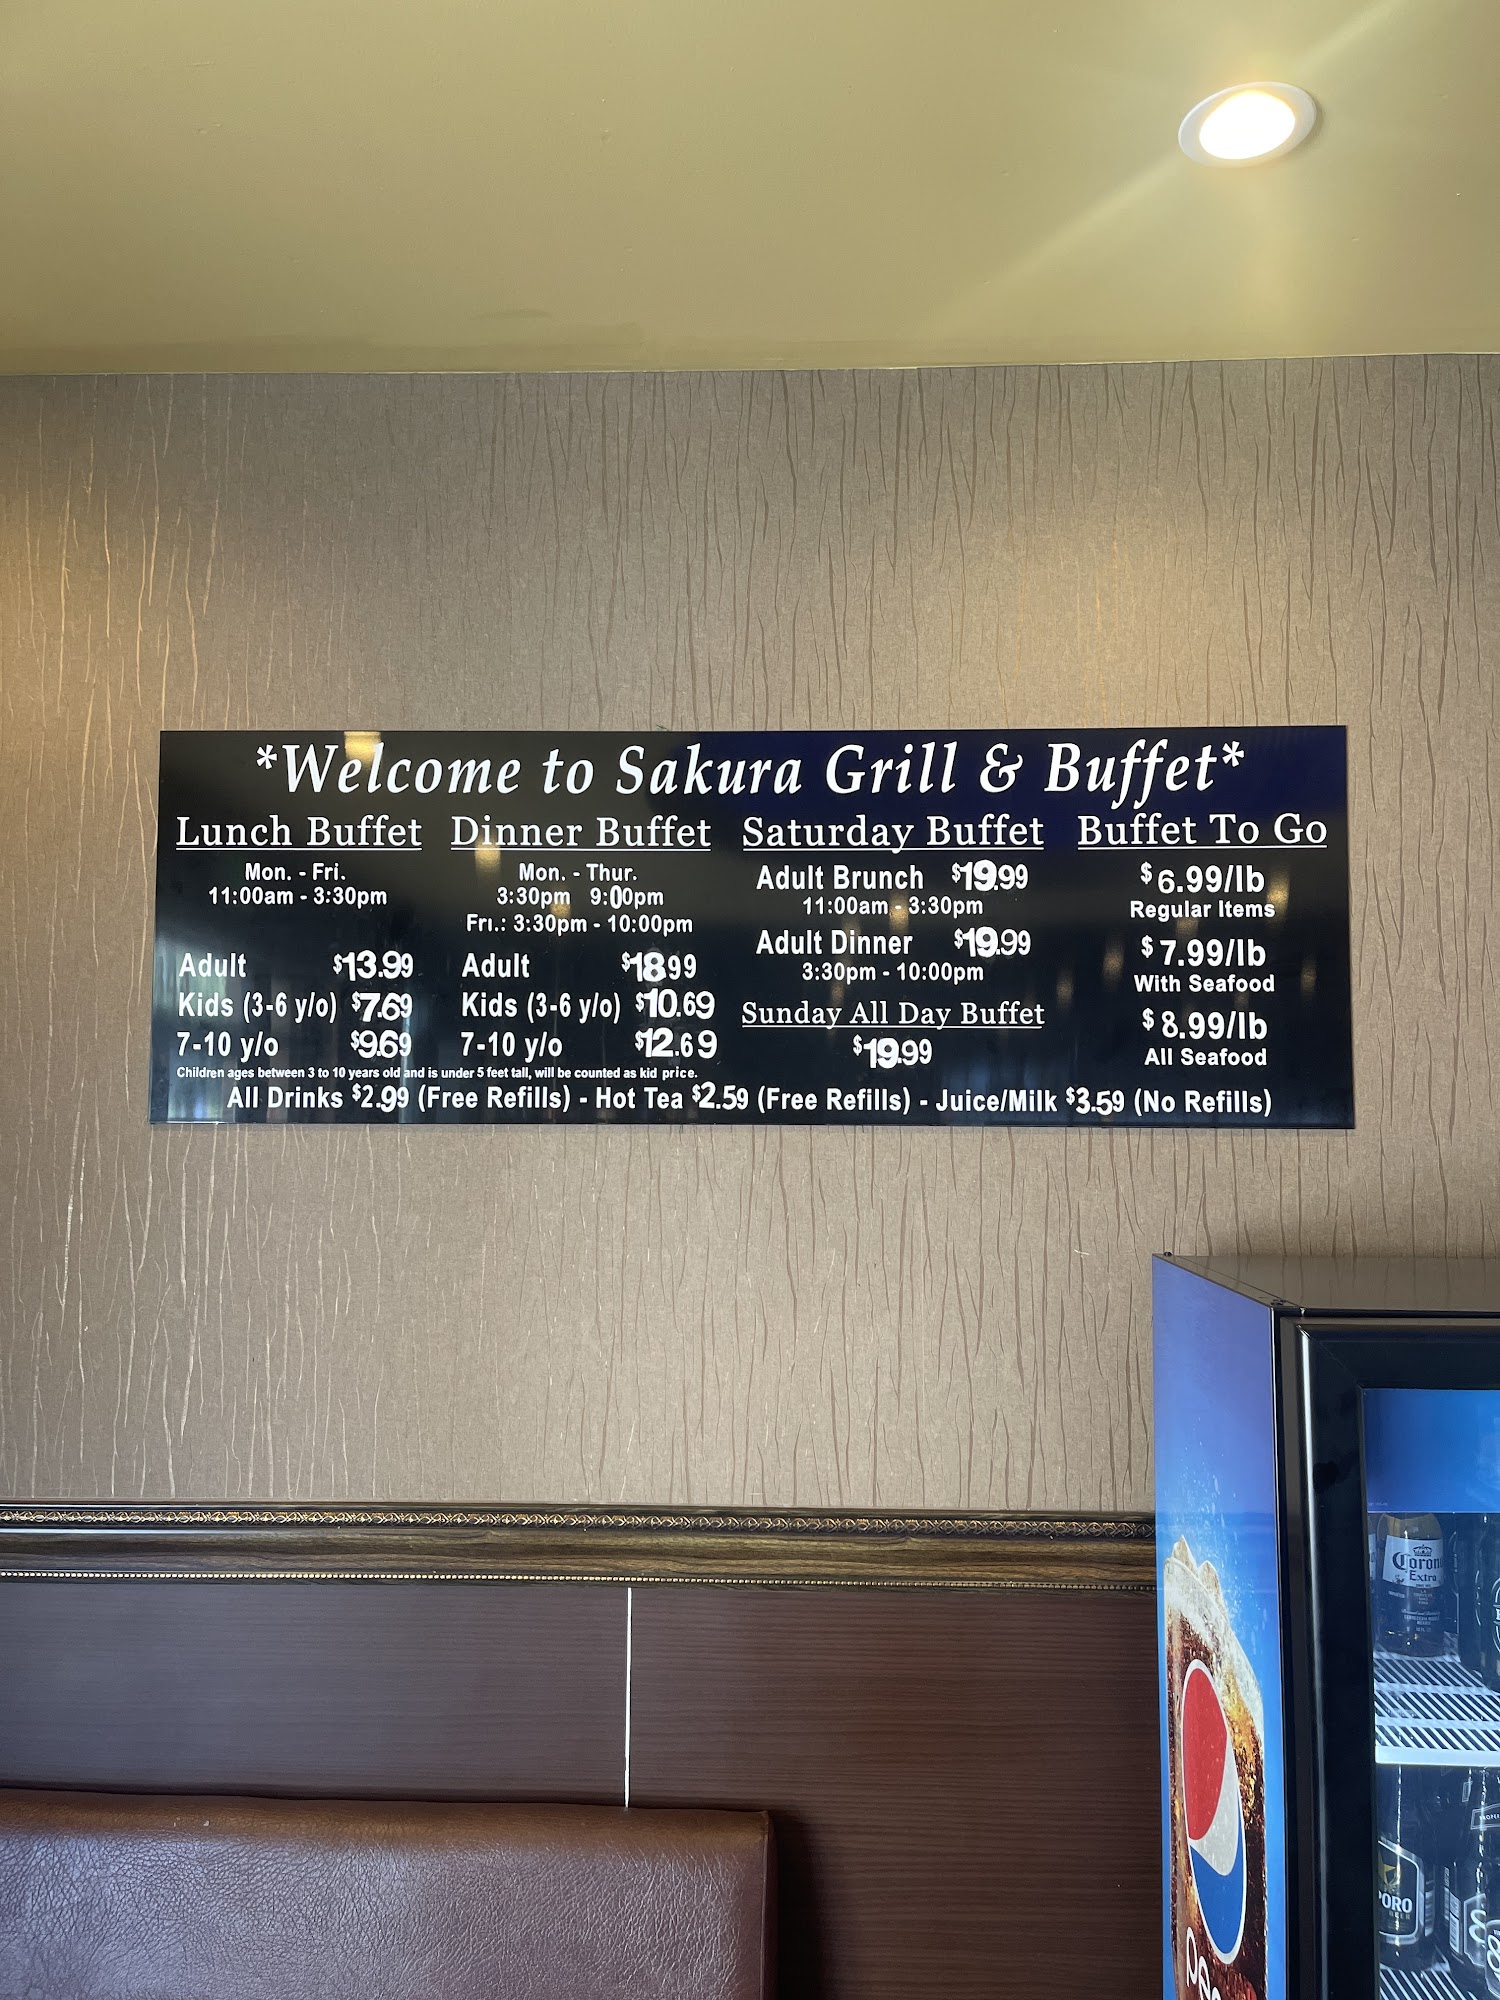 *Welcome to Sakura Grill & Buffet*
Lunch Buffet
Mon. - Fri.
11:00am - 3:30pm
Adult $13.99
Kids (3-6 y/o) $7.69
7-10 y/o $9.69
Dinner Buffet
Mon. - Thur.
3:30pm 9:00pm
Fri.: 3:30pm - 10:00pm
Adult $18.99
Kids (3-6 y/o) $10.69
7-10 y/o $12.69
Children ages between 3 to 10 years old and is under 5 feet tall, will be counted as kid price.
Saturday Buffet
Adult Brunch $19.99
11:00am - 3:30pm
Adult Dinner $19.99
3:30pm - 10:00pm
Sunday All Day Buffet
$19.99
Buffet To Go
$6.99/lb
Regular Items
$7.99/lb
With Seafood
$8.99/lb
All Seafood
All Drinks $2.99 (Free Refills) - Hot Tea $2.59 (Free Refills) - Juice/Milk $3.59 (No Refills)
Corona
Extra
PORO